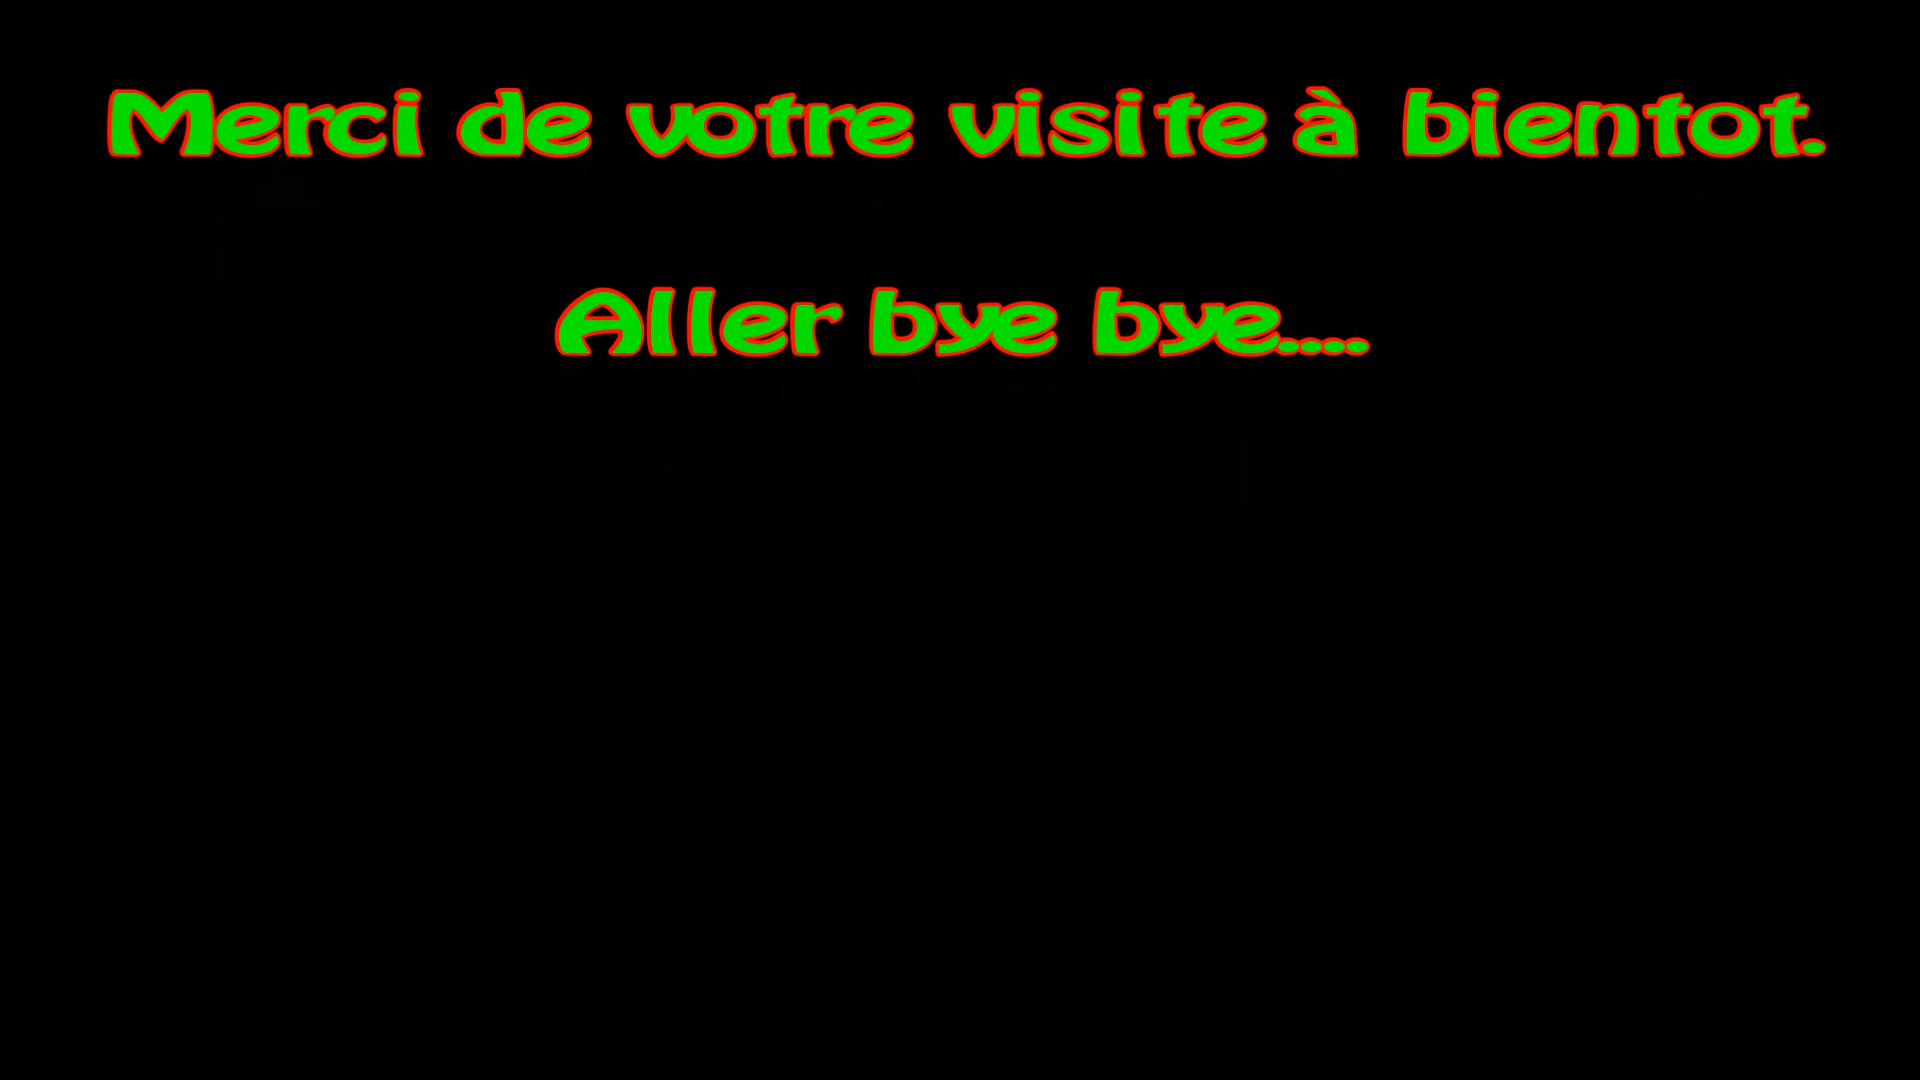 Merci de votre visite à bientot.
Aller bye bye....